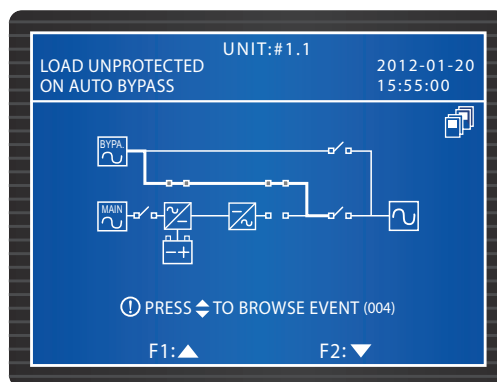 UNIT:#1.1
LOAD UNPROTECTED
ON AUTO BYPASS
2012-01-20
15:55:00
BYPA.
MAIN
PRESS TO BROWSE EVENT (004)
F1:
F2: